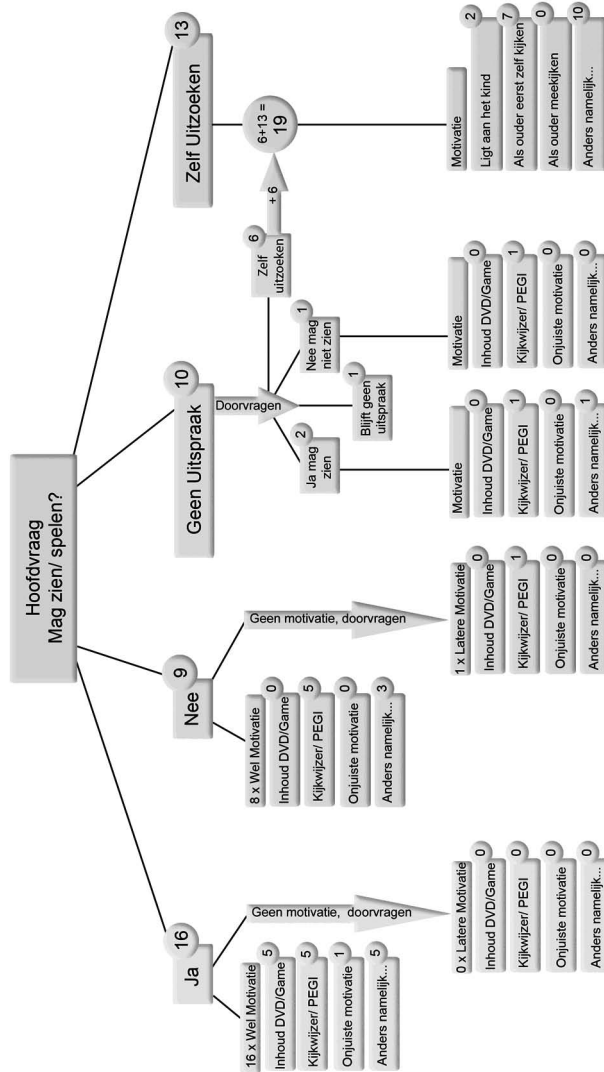 Hoofdvraag
Mag zien/ spelen?
Ja
16
16 x Wel Motivatie
Inhoud DVD/Game
5
Kijkwijzer/ PEGI
5
Onjuiste motivatie
1
Anders namelijk...
5
Geen motivatie, doorvragen
0 x Latere Motivatie
Inhoud DVD/Game
0
Kijkwijzer/ PEGI
0
Onjuiste motivatie
0
Anders namelijk...
0
Nee
9
8 x Wel Motivatie
Inhoud DVD/Game
0
Kijkwijzer/ PEGI
5
Onjuiste motivatie
0
Anders namelijk...
3
Geen motivatie, doorvragen
1 x Latere Motivatie
Inhoud DVD/Game
0
Kijkwijzer/ PEGI
1
Onjuiste motivatie
0
Anders namelijk...
0
Geen Uitspraak
10
Doorvragen
Ja mag
zien
2
Motivatie
Inhoud DVD/Game
0
Kijkwijzer/ PEGI
1
Onjuiste motivatie
0
Anders namelijk...
1
Blijft geen
uitspraak
1
Nee mag
niet zien
1
Motivatie
Inhoud DVD/Game
0
Kijkwijzer/ PEGI
1
Onjuiste motivatie
0
Anders namelijk...
0
Zelf
uitzoeken
6
+ 6
Zelf Uitzoeken
13
6+13 =
19
Motivatie
Ligt aan het kind
2
Als ouder eerst zelf kijken
7
Als ouder meekijken
0
Anders namelijk...
10